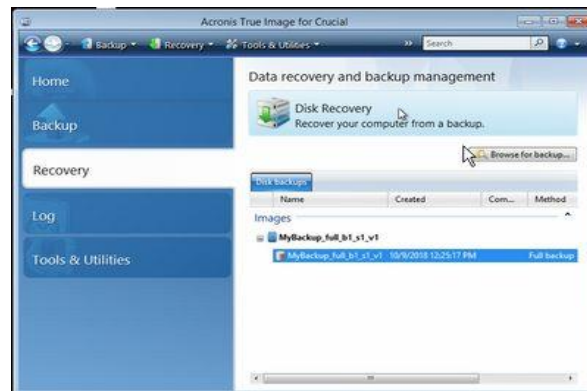 Acronis True Image for Crucial
Backup Recovery Tools & Utilities » Search
Home
Backup
Recovery
Log
Tools & Utilities
Data recovery and backup management
Disk Recovery
Recover your computer from a backup.
Browse for backup...
Disk backups
Name Created Com... Method
Images
MyBackup_full_b1_s1_v1
MyBackup_full_b1_s1_v1 10/9/2018 12:25:17 PM Full backup